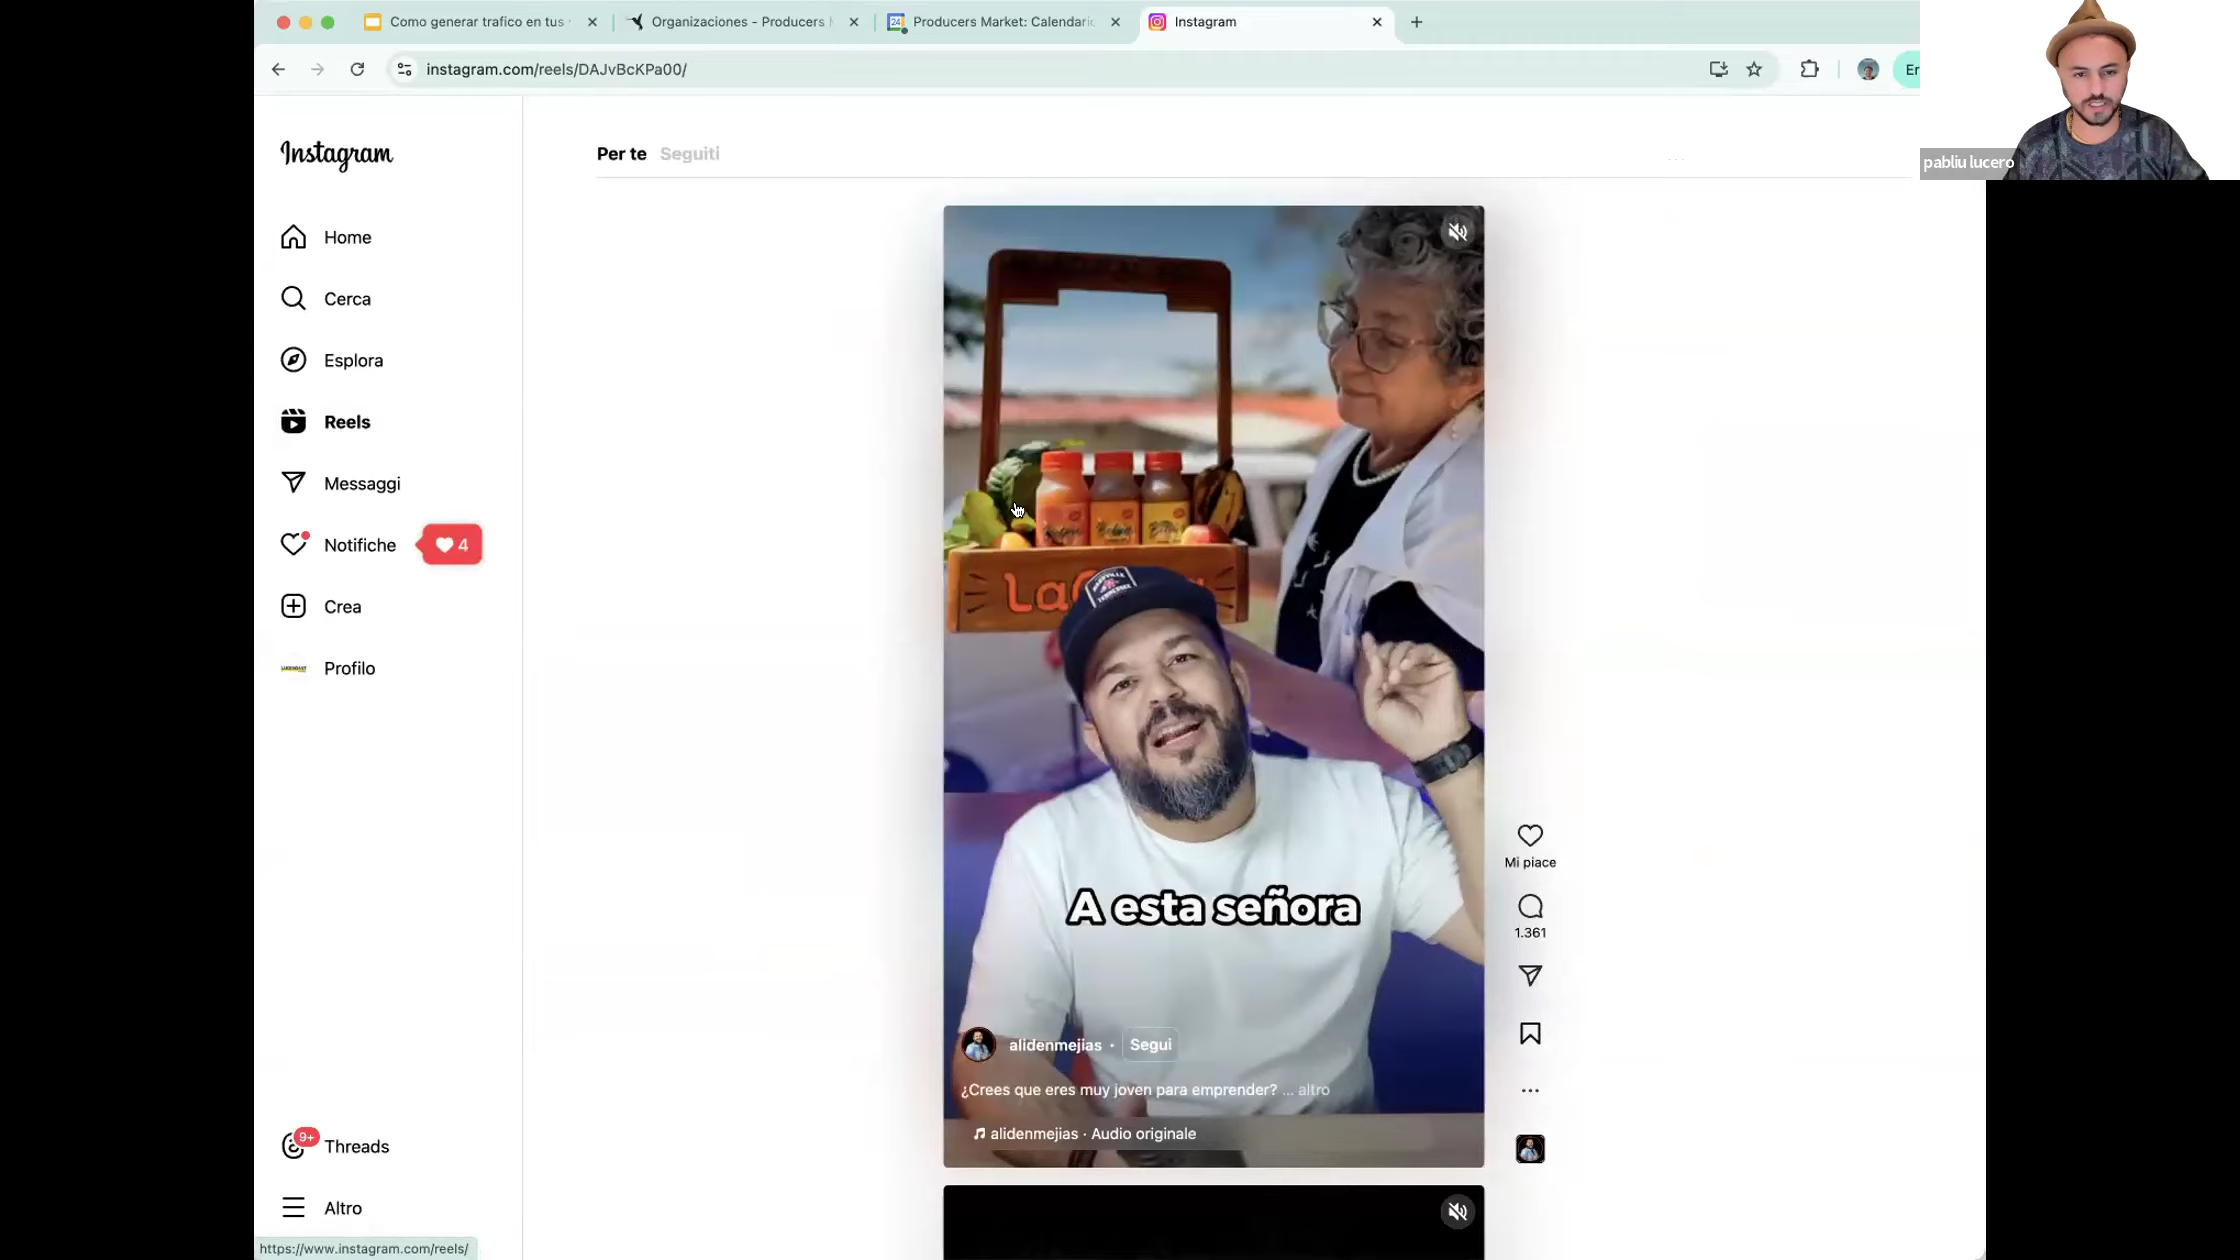 Como generar trafico en tus
Organizaciones - Producers
Producers Market: Calendari
Instagram
instagram.com/reels/DAJvBcKPa00/
Er
pabliu lucero
Instagram
Per te
Seguiti
Home
Cerca
Esplora
Reels
Messaggi
Notifiche
4
Crea
Profilo
La
A esta señora
Mi piace
1.361
alidenmejias · Segui
¿Crees que eres muy joven para emprender? ... altro
alidenmejias · Audio originale
9+
Threads
Altro
https://www.instagram.com/reels/